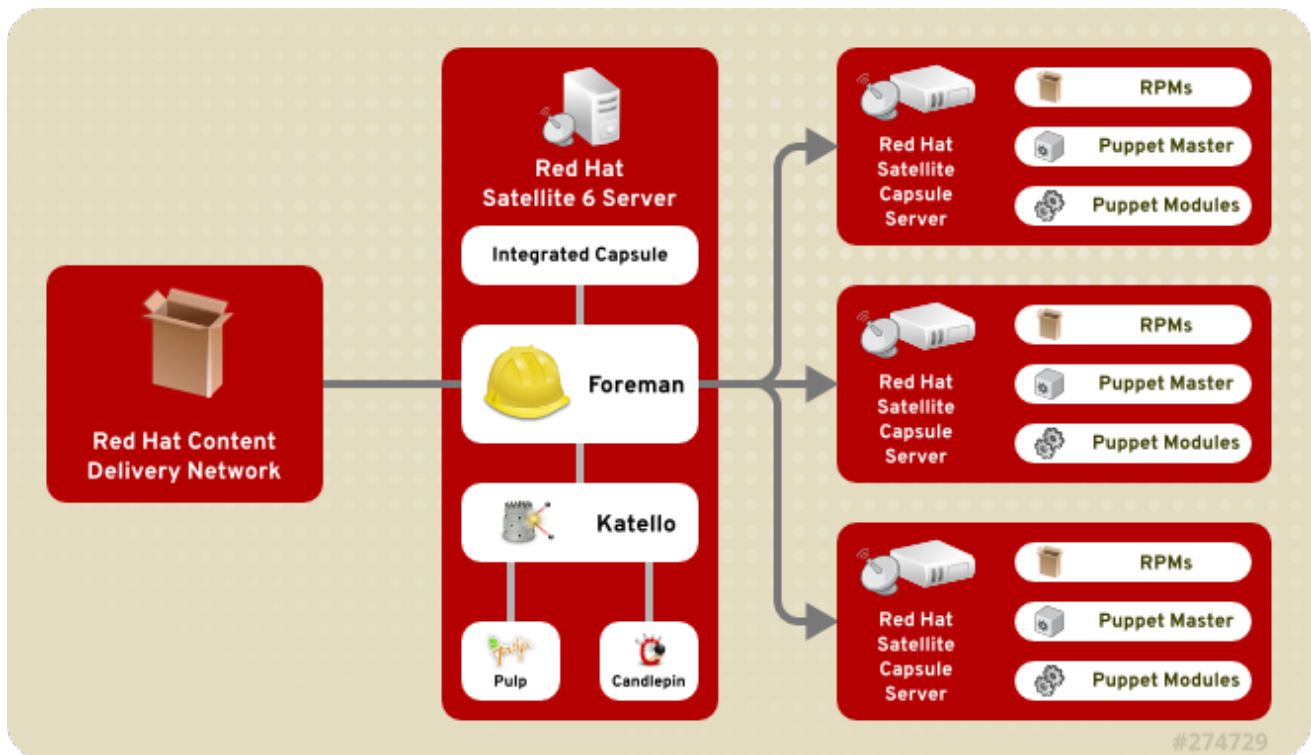 Red Hat Content
Delivery Network
Red Hat
Satellite 6 Server
Integrated Capsule
Foreman
Katello
Pulp
Candlepin
Red Hat
Satellite
Capsule
Server
RPMs
Puppet Master
Puppet Modules
Red Hat
Satellite
Capsule
Server
RPMs
Puppet Master
Puppet Modules
Red Hat
Satellite
Capsule
Server
RPMs
Puppet Master
Puppet Modules
#274729